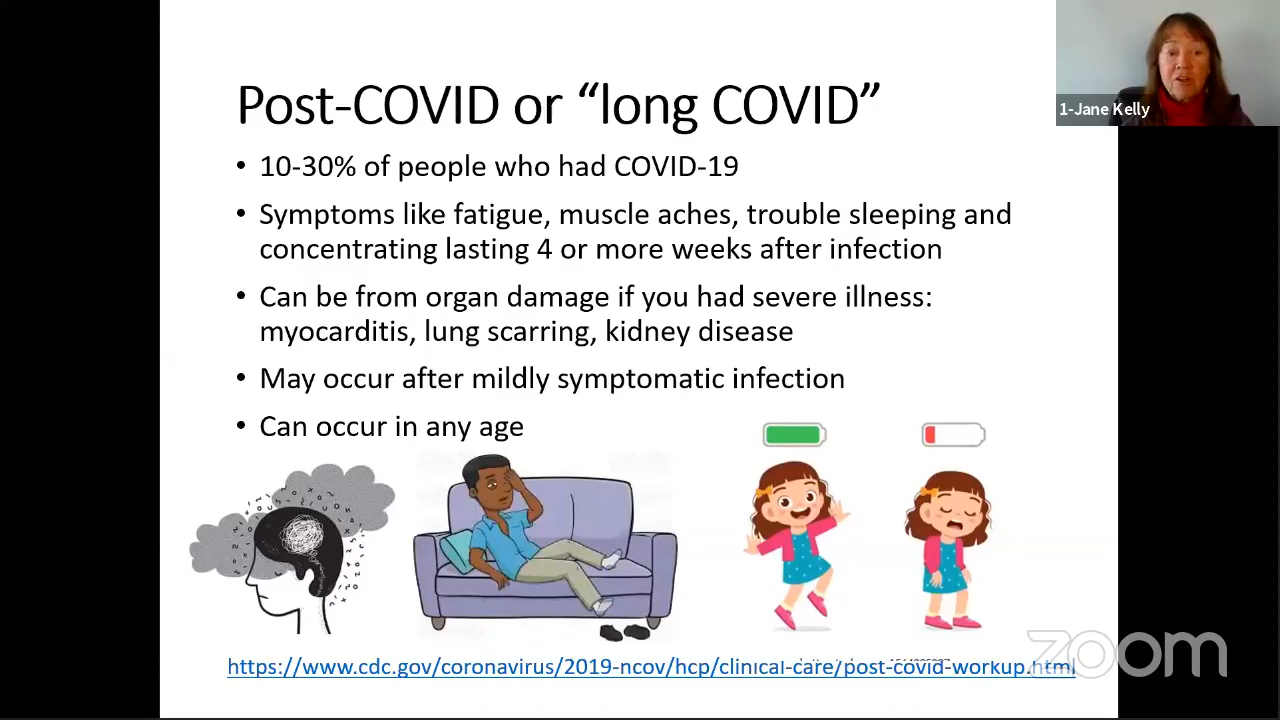 Post-COVID or “long COVID”
1-Jane Kelly
• 10-30% of people who had COVID-19
• Symptoms like fatigue, muscle aches, trouble sleeping and
concentrating lasting 4 or more weeks after infection
• Can be from organ damage if you had severe illness:
myocarditis, lung scarring, kidney disease
• May occur after mildly symptomatic infection
• Can occur in any age
https://www.cdc.gov/coronavirus/2019-ncov/hcp/clinical-care/post-covid-workup.html
zoom